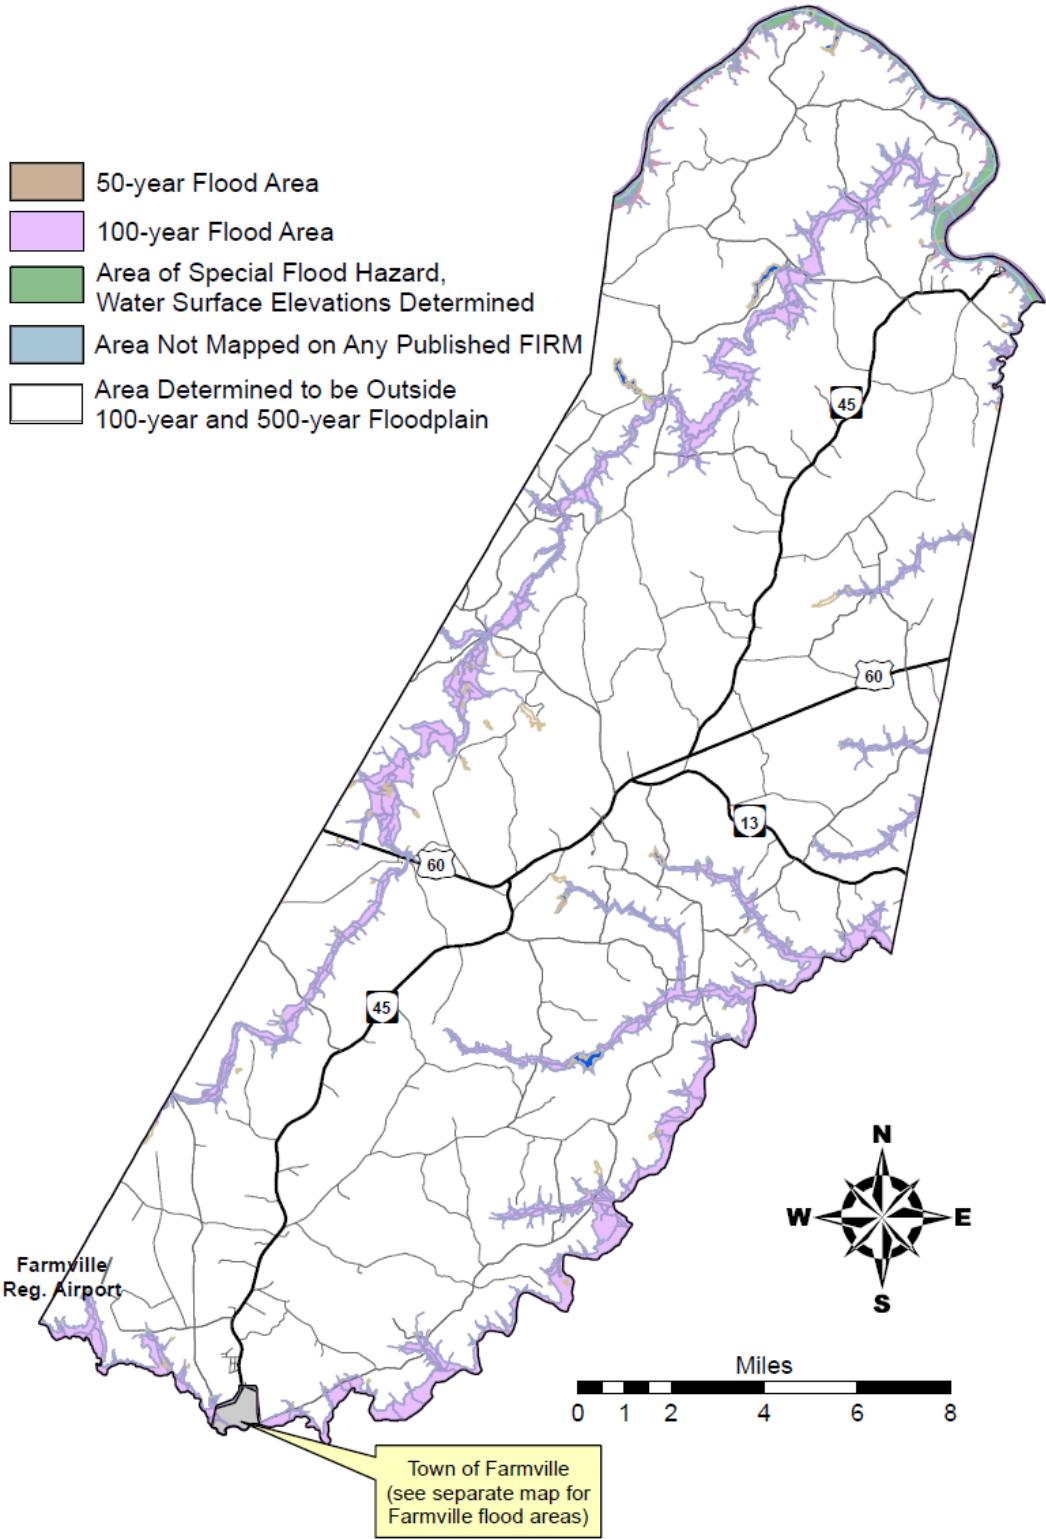 50-year Flood Area
100-year Flood Area
Area of Special Flood Hazard,
Water Surface Elevations Determined
Area Not Mapped on Any Published FIRM
Area Determined to be Outside
100-year and 500-year Floodplain
45
60
13
60
45
Farmville
Reg. Airport
N
W
E
S
Miles
0 1 2 4 6 8
Town of Farmville
(see separate map for
Farmville flood areas)